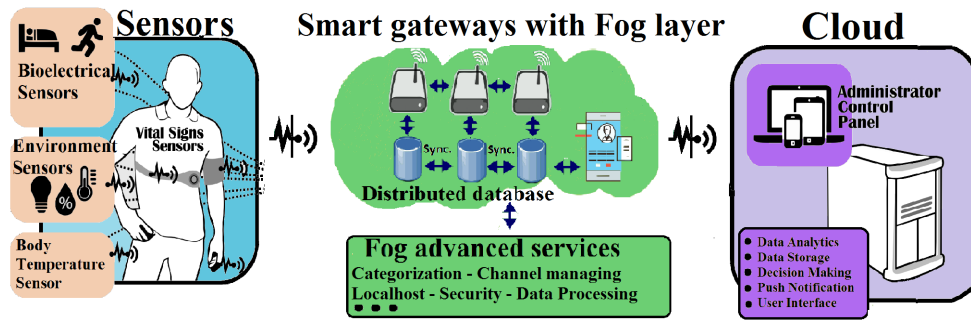 Sensors
Bioelectrical
Sensors
Vital Signs
Sensors
Environment
Sensors
Body
Temperature
Sensor
Smart gateways with Fog layer
Sync.
Sync.
Distributed database
Fog advanced services
Categorization - Channel managing
Localhost - Security - Data Processing
Cloud
Administrator
Control
Panel
Data Analytics
Data Storage
Decision Making
Push Notification
User Interface